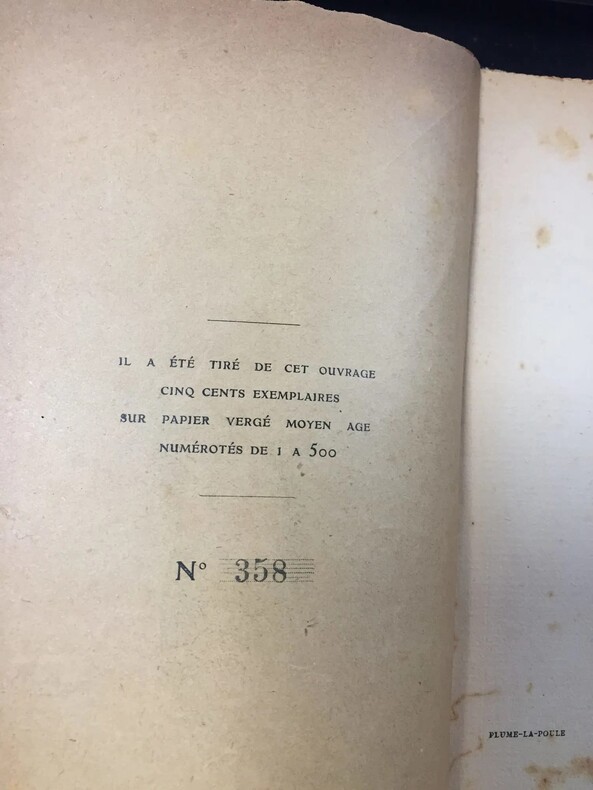 IL A ÉTÉ TIRÉ DE CET OUVRAGE
CINQ CENTS EXEMPLAIRES
SUR PAPIER VERGÉ MOYEN AGE
NUMÉROTÉS DE 1 A 500
Nº 358
PLUME-LA-POULE